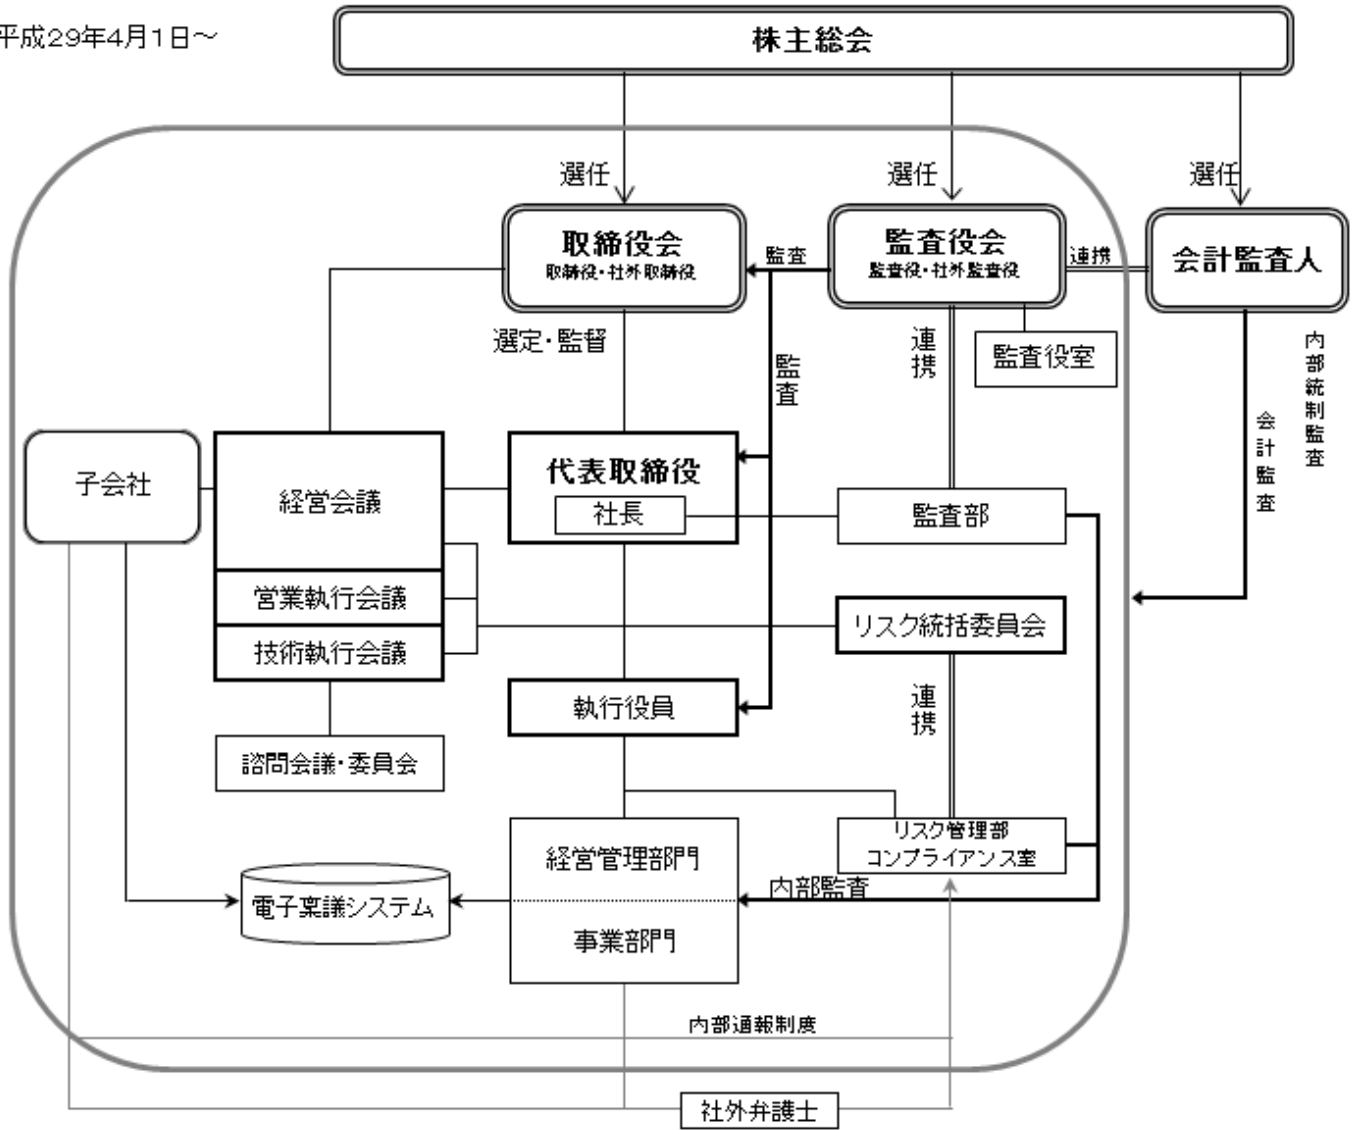 平成29年4月1日～
株主総会
選任
選任
選任
取締役会
取締役・社外取締役
監査
監査役会
監査役・社外監査役
連携
会計監査人
選定・監督
監査
連携
監査役室
内部統制監査
会計監査
子会社
経営会議
代表取締役
社長
監査部
営業執行会議
技術執行会議
リスク統括委員会
執行役員
連携
諮問会議・委員会
経営管理部門
リスク管理部
コンプライアンス室
内部監査
電子稟議システム
事業部門
内部通報制度
社外弁護士